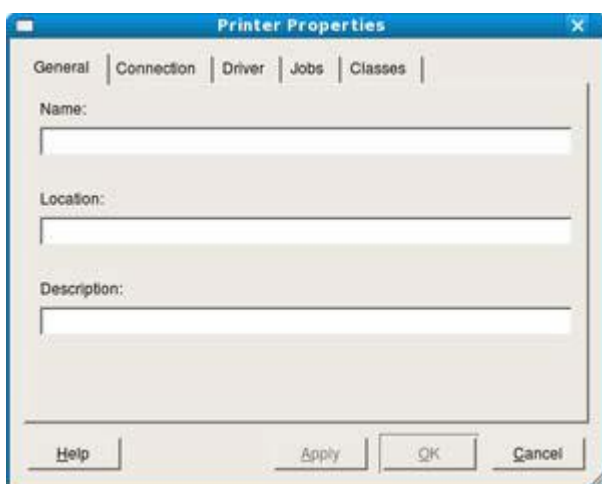 Printer Properties
General Connection Driver Jobs Classes
Name:
Location:
Description:
Help Apply OK Cancel